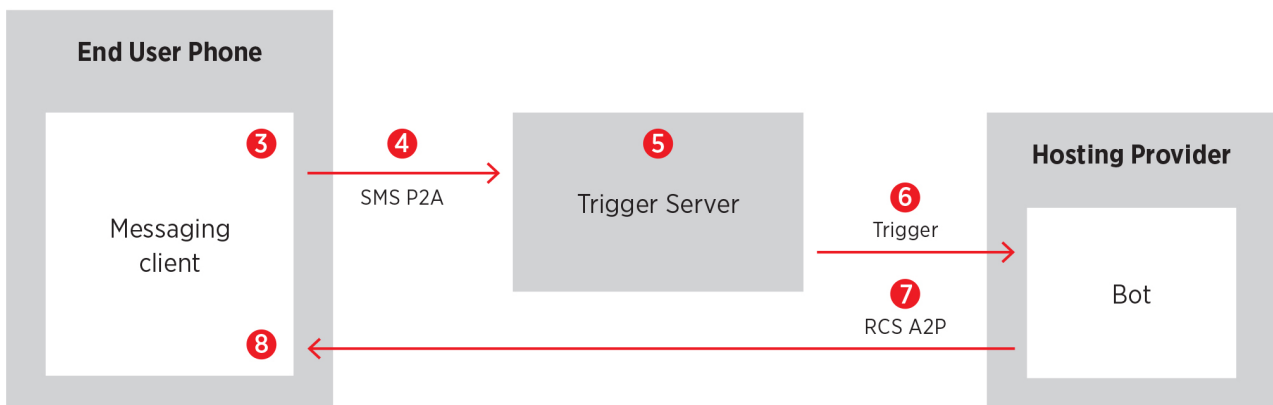 End User Phone
3
Messaging
client
8
4
SMS P2A
5
Trigger Server
6
Trigger
7
RCS A2P
Hosting Provider
Bot